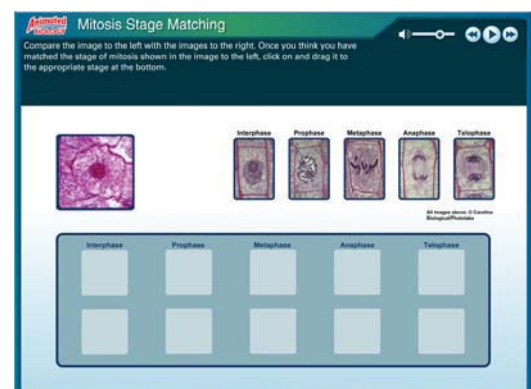 Animated Biology
Mitosis Stage Matching
Compare the image to the left with the images to the right. Once you think you have
matched the stage of mitosis shown in the image to the left, click on and drag it to
the appropriate stage at the bottom.
Interphase Prophase Metaphase Anaphase Telophase
All images above: © Carolina
Biological/Phototake
Interphase Prophase Metaphase Anaphase Telophase